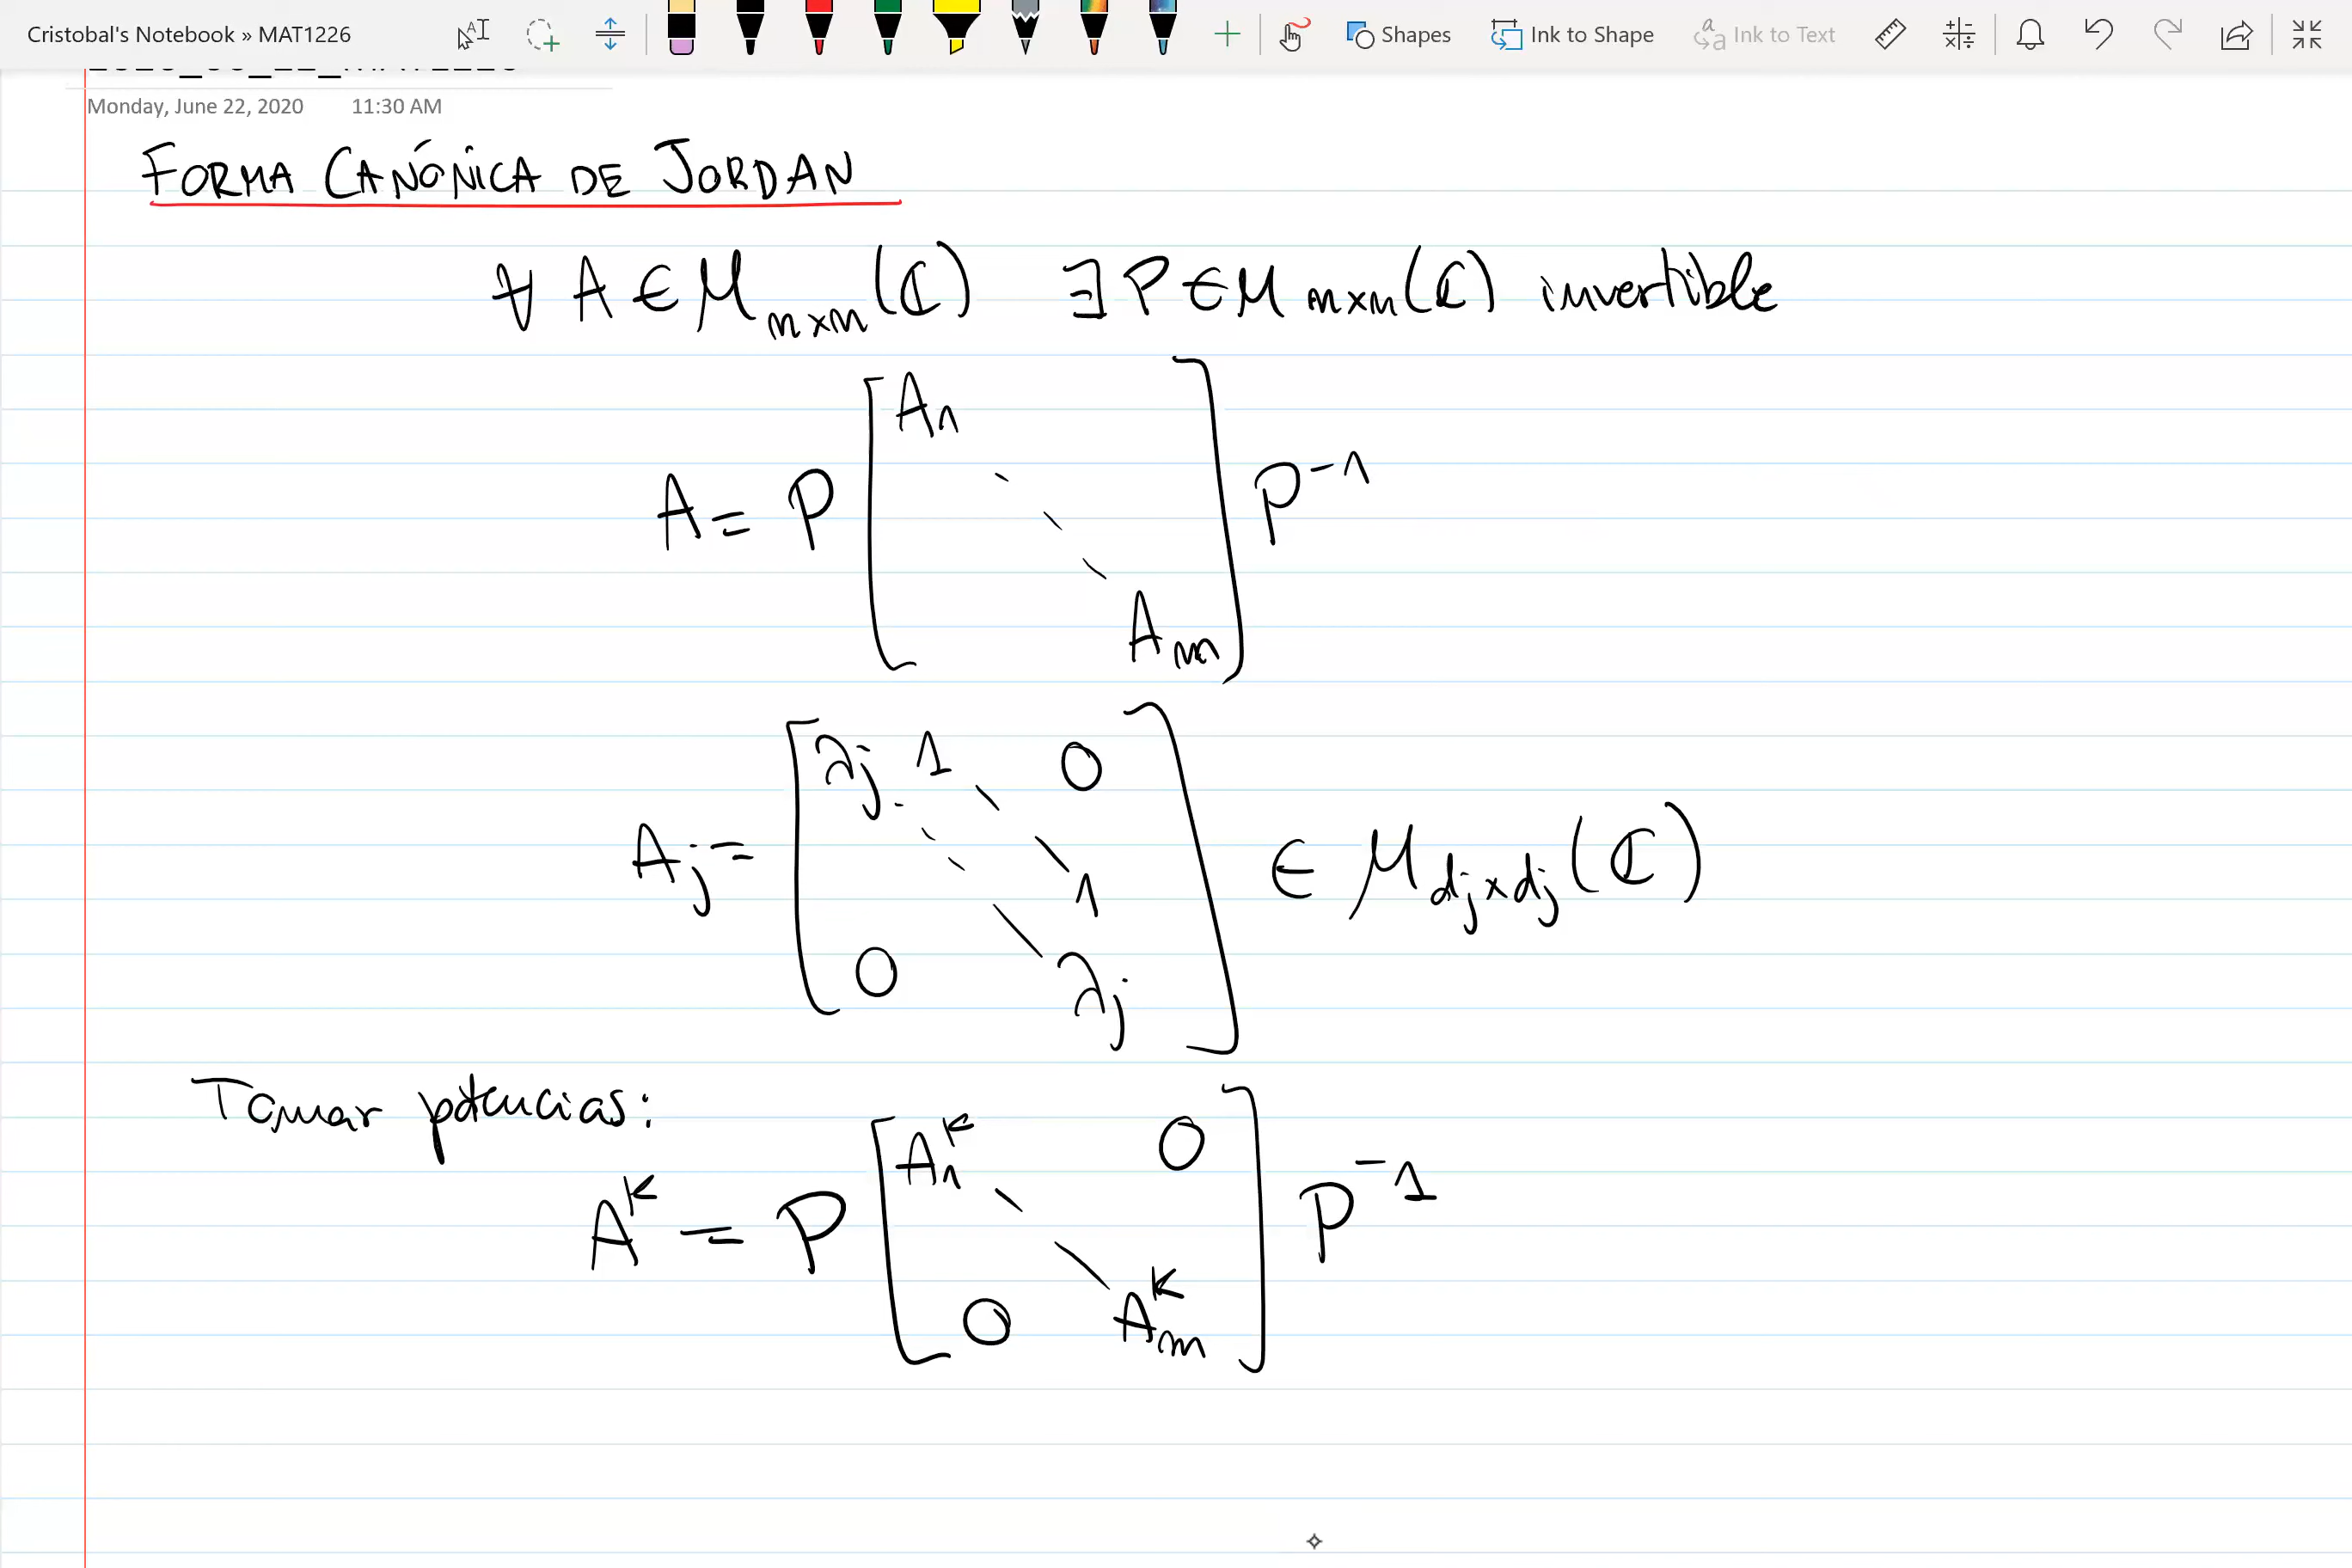 Cristobal's Notebook » MAT1226
Shapes
Ink to Shape
Ink to Text
Monday, June 22, 2020 11:30 AM
FORMA CANÓNICA DE JORDAN
∀ A ∈ M_{n×n}(ℂ) ∃ P ∈ M_{n×n}(ℂ) invertible
A = P [ A_1 ⋱ A_m ] P^{-1}
A_j = [ λ_j 1 0 ⋱ ⋱ 1 0 λ_j ] ∈ M_{d_j×d_j}(ℂ)
Tomar potencias:
A^k = P [ A_1^k 0 ⋱ 0 A_m^k ] P^{-1}